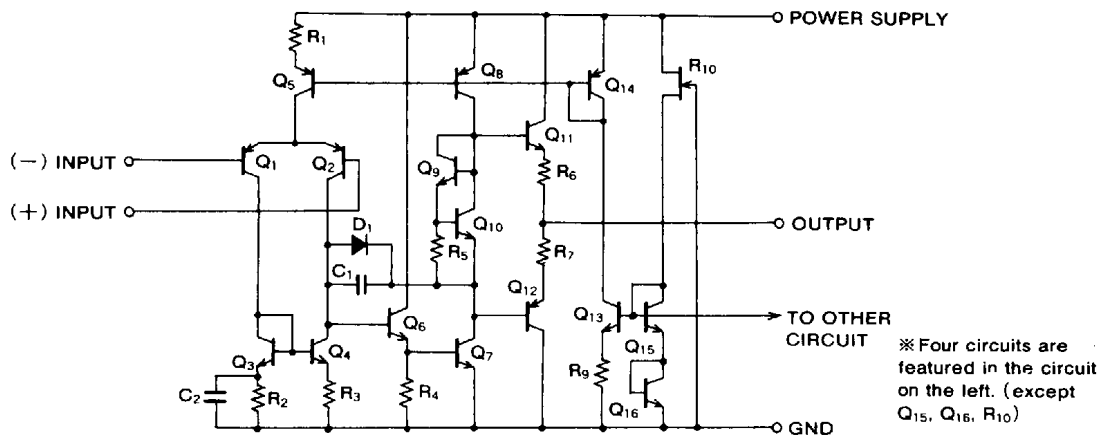 POWER SUPPLY
R₁
Q₅
Q₈
Q₁₄
R₁₀
(−) INPUT
Q₁
Q₂
Q₉
Q₁₁
R₆
(+) INPUT
D₁
Q₁₀
OUTPUT
R₅
R₇
C₁
Q₁₂
Q₆
Q₁₃
TO OTHER
CIRCUIT
Q₃
Q₄
Q₇
Q₁₅
C₂
R₂
R₃
R₄
R₉
Q₁₆
※Four circuits are
featured in the circuit
on the left. (except
Q₁₅, Q₁₆, R₁₀)
GND